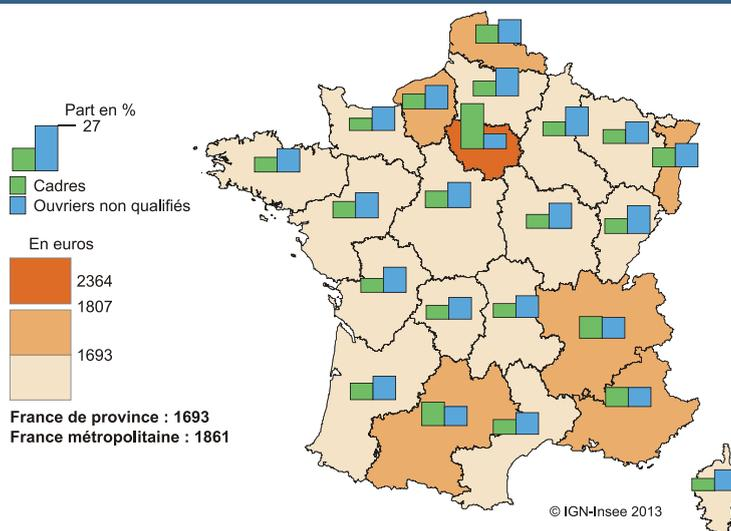 Part en %
27
Cadres
Ouvriers non qualifiés
En euros
2364
1807
1693
France de province : 1693
France métropolitaine : 1861
© IGN-Insee 2013